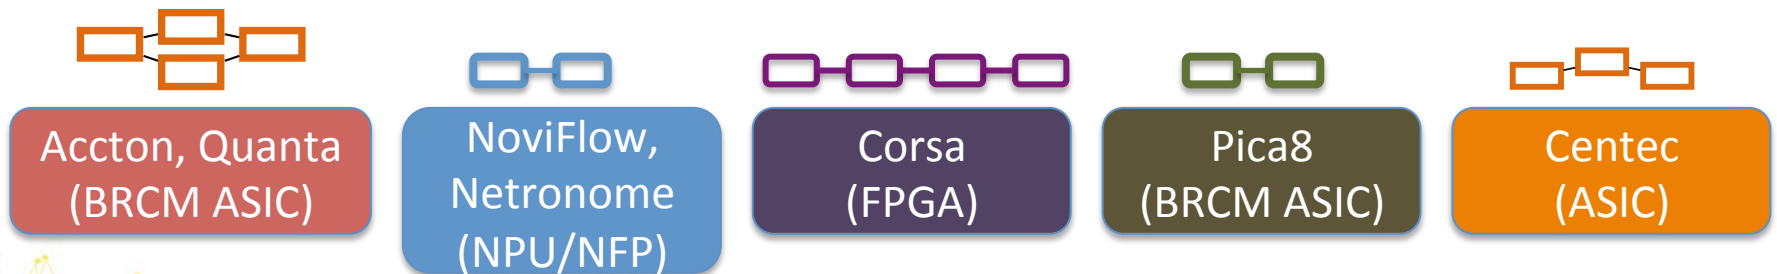 Accton, Quanta
(BRCM ASIC)
NoviFlow,
Netronome
(NPU/NFP)
Corsa
(FPGA)
Pica8
(BRCM ASIC)
Centec
(ASIC)